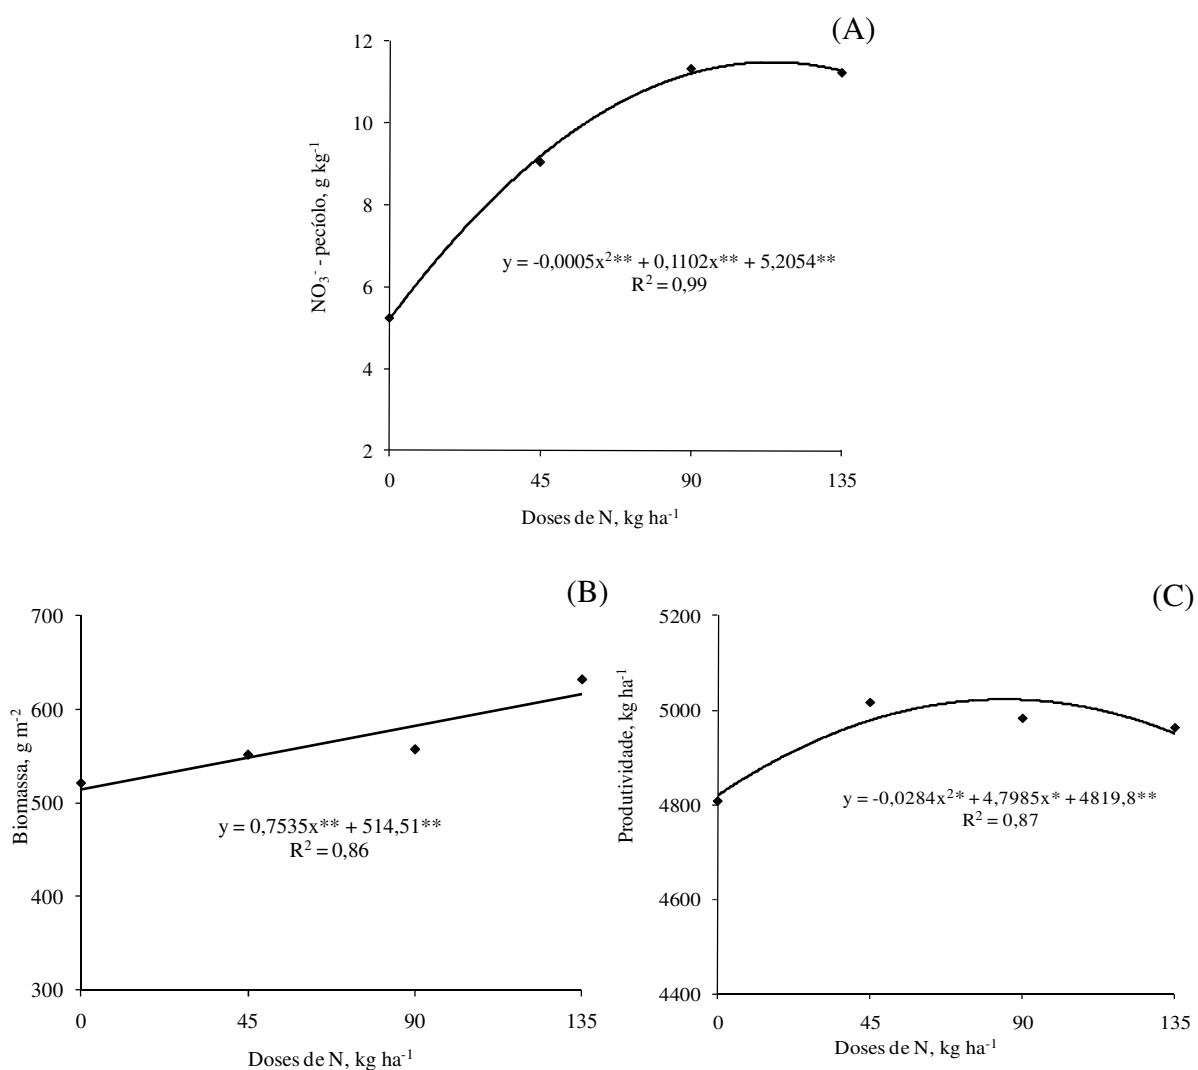 (A)
12
10
8
6
4
2
NO₃⁻ - pecíolo, g kg⁻¹
y = -0,0005x²** + 0,1102x** + 5,2054**
R² = 0,99
0 45 90 135
Doses de N, kg ha⁻¹
(B)
700
600
500
400
300
Biomassa, g m⁻²
y = 0,7535x** + 514,51**
R² = 0,86
0 45 90 135
Doses de N, kg ha⁻¹
(C)
5200
5000
4800
4600
4400
Produtividade, kg ha⁻¹
y = -0,0284x²* + 4,7985x* + 4819,8**
R² = 0,87
0 45 90 135
Doses de N, kg ha⁻¹